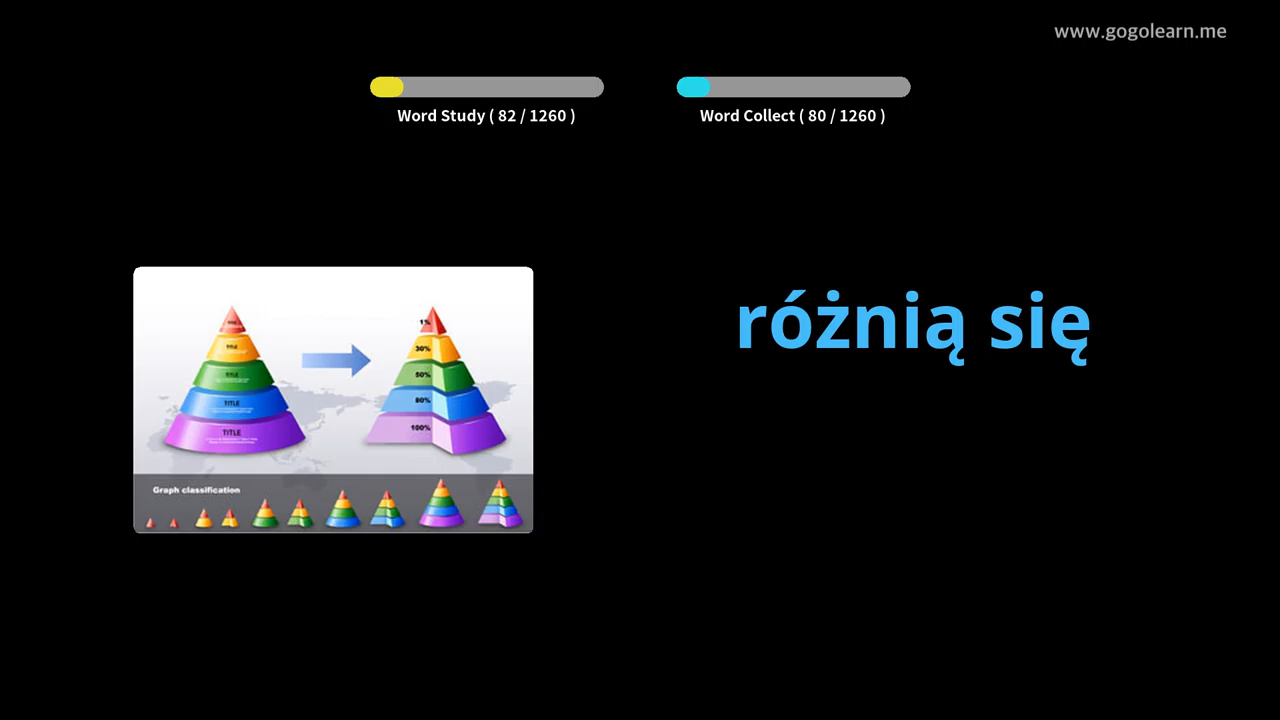 www.gogolearn.me
Word Study ( 82 / 1260 )
Word Collect ( 80 / 1260 )
różnią się
TITLE
TITLE
TITLE
TITLE
1%
30%
50%
80%
100%
Graph classification